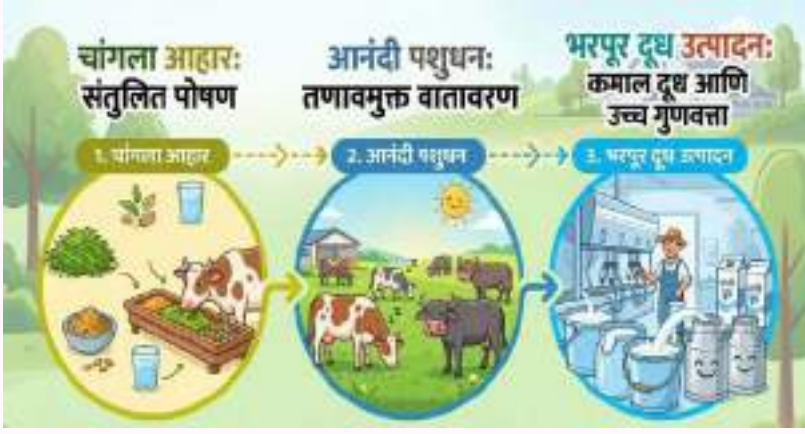 चांगला आहार:
संतुलित पोषण
आनंदी पशुधन:
तणावमुक्त वातावरण
भरपूर दूध उत्पादन:
कमाल दूध आणि
उच्च गुणवत्ता
1. चांगला आहार
2. आनंदी पशुधन
3. भरपूर दूध उत्पादन